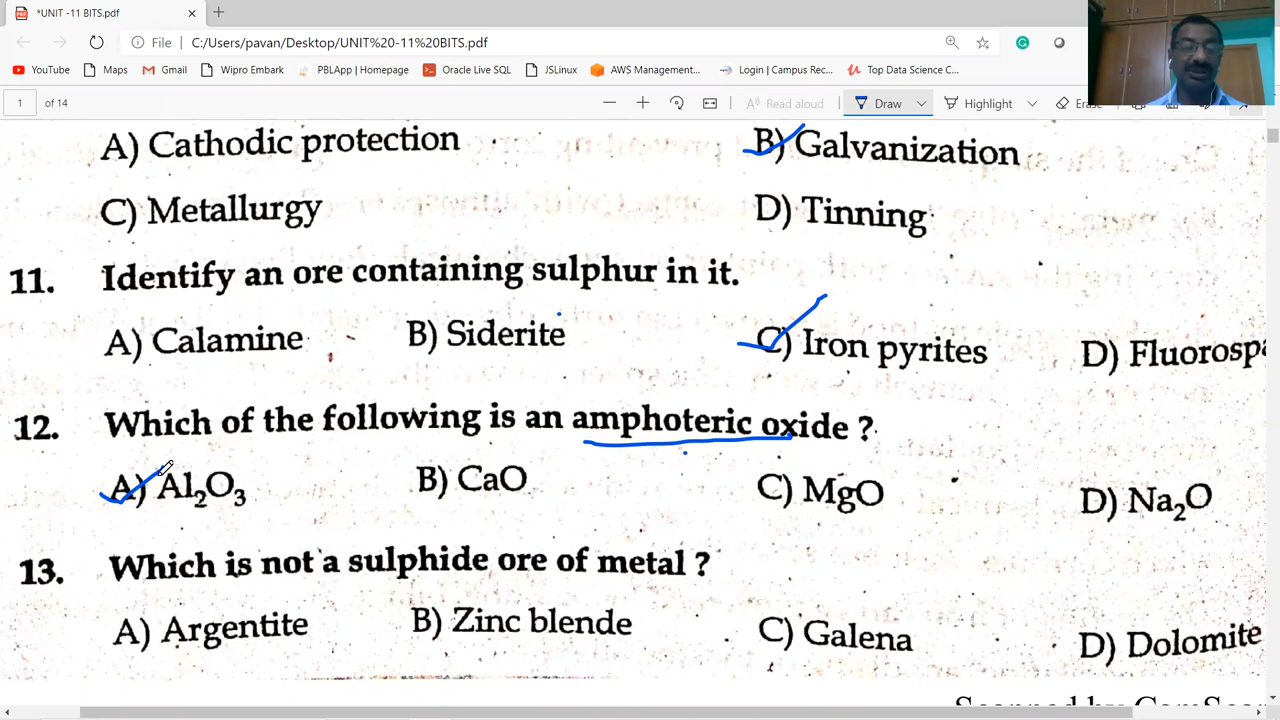 *UNIT -11 BITS.pdf
File C:/Users/pavan/Desktop/UNIT%20-11%20BITS.pdf
YouTube Maps Gmail Wipro Embark PBLApp | Homepage Oracle Live SQL JSLinux AWS Management... Login | Campus Rec... Top Data Science C...
1 of 14 Read aloud Draw Highlight
A) Cathodic protection B) Galvanization
C) Metallurgy D) Tinning
11. Identify an ore containing sulphur in it.
A) Calamine B) Siderite C) Iron pyrites D) Fluorospa
12. Which of the following is an amphoteric oxide ?
A) Al₂O₃ B) CaO C) MgO D) Na₂O
13. Which is not a sulphide ore of metal ?
A) Argentite B) Zinc blende C) Galena D) Dolomite